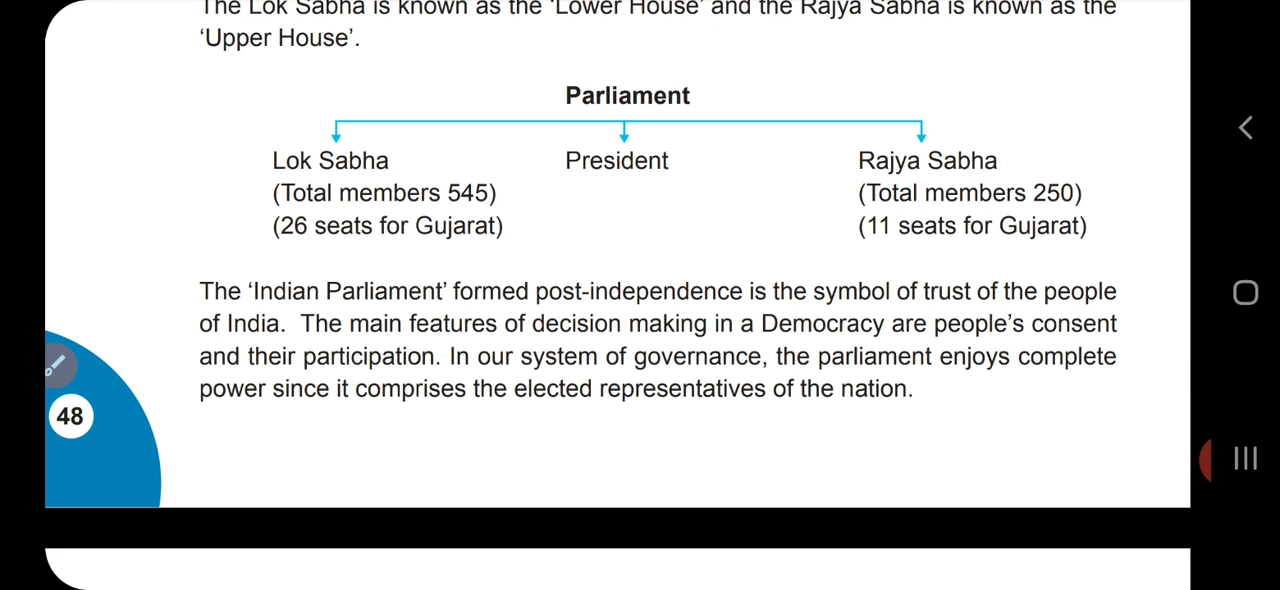 The Lok Sabha is known as the ‘Lower House’ and the Rajya Sabha is known as the
‘Upper House’.
Parliament
Lok Sabha President Rajya Sabha
(Total members 545) (Total members 250)
(26 seats for Gujarat) (11 seats for Gujarat)
The ‘Indian Parliament’ formed post-independence is the symbol of trust of the people
of India. The main features of decision making in a Democracy are people’s consent
and their participation. In our system of governance, the parliament enjoys complete
power since it comprises the elected representatives of the nation.
48